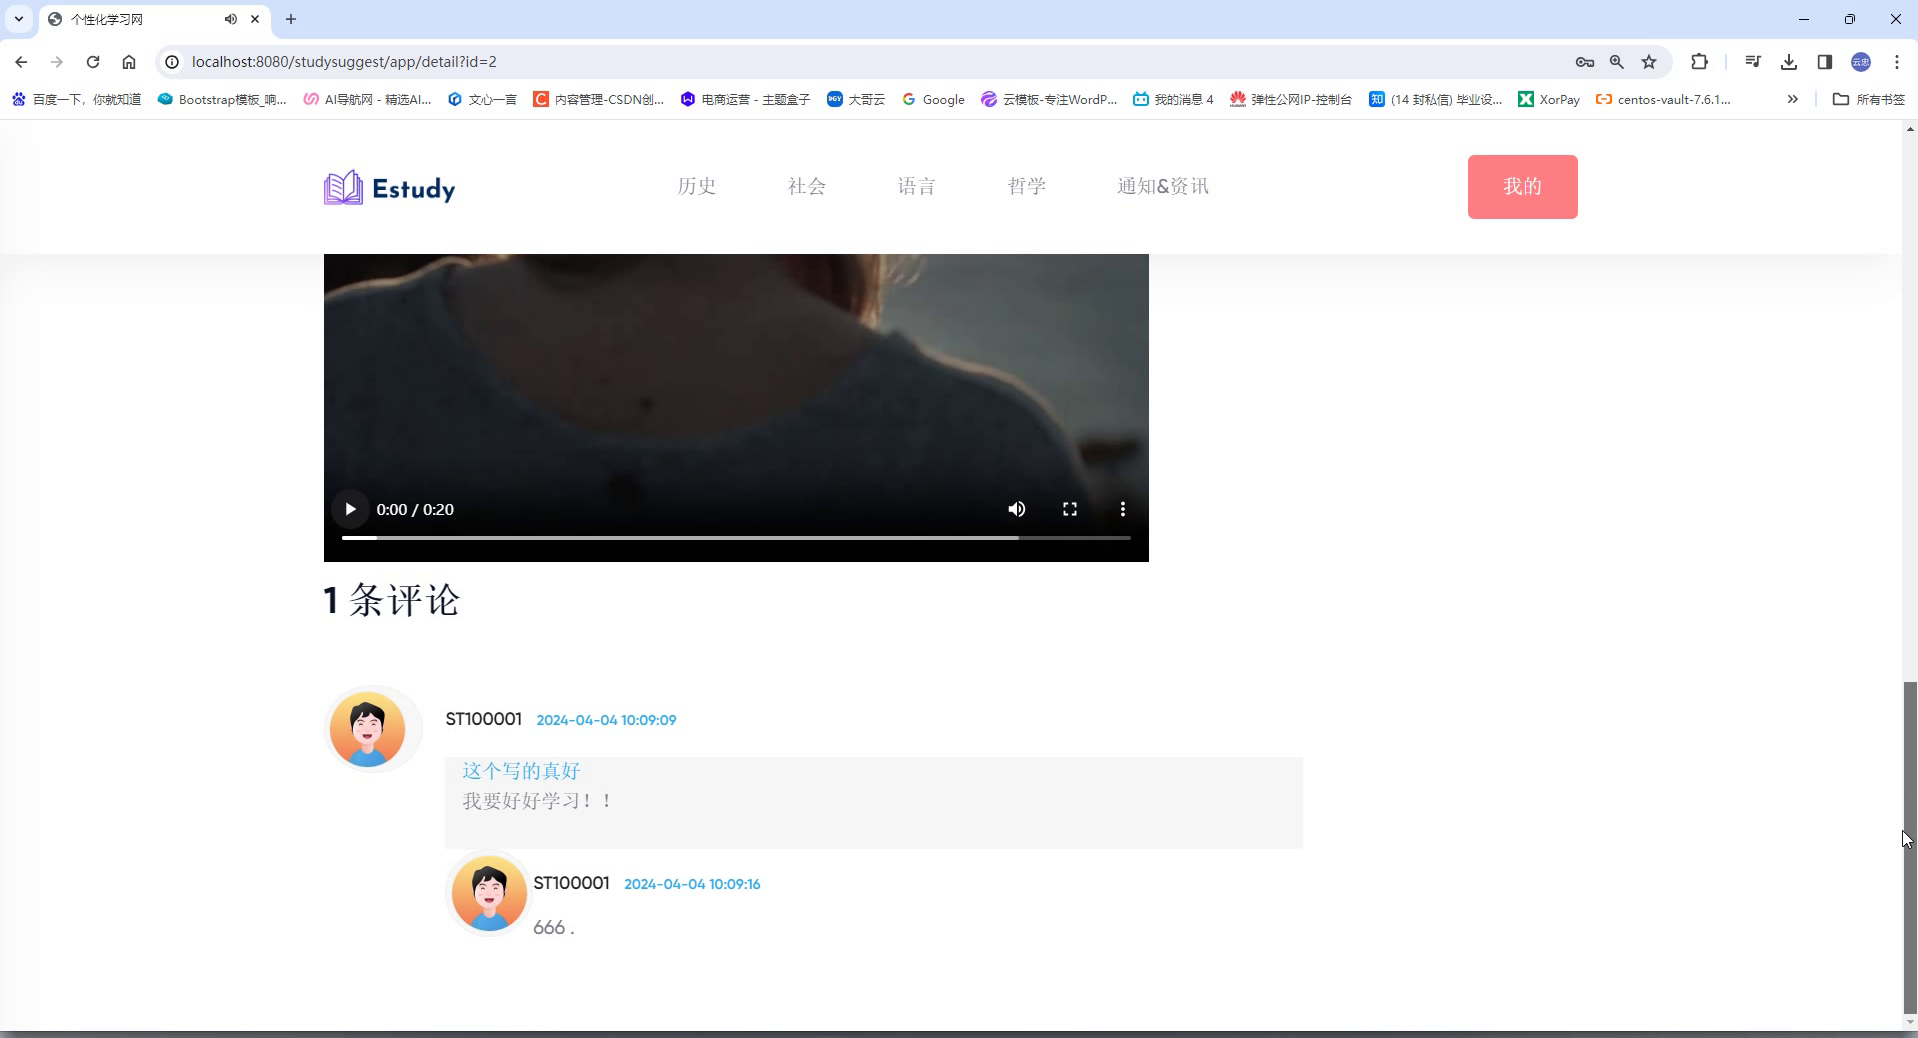 个性化学习网
localhost:8080/studysuggest/app/detail?id=2
云忠
百度一下，你就知道
Bootstrap模板_响...
AI导航网 - 精选AI...
文心一言
内容管理-CSDN创...
电商运营 - 主题盒子
DGY 大哥云
Google
云模板-专注WordP...
我的消息 4
弹性公网IP-控制台
知 (14 封私信) 毕业设...
XorPay
centos-vault-7.6.1...
所有书签
Estudy
历史
社会
语言
哲学
通知&资讯
我的
0:00 / 0:20
1 条评论
ST100001 2024-04-04 10:09:09
这个写的真好
我要好好学习！！
ST100001 2024-04-04 10:09:16
666 .